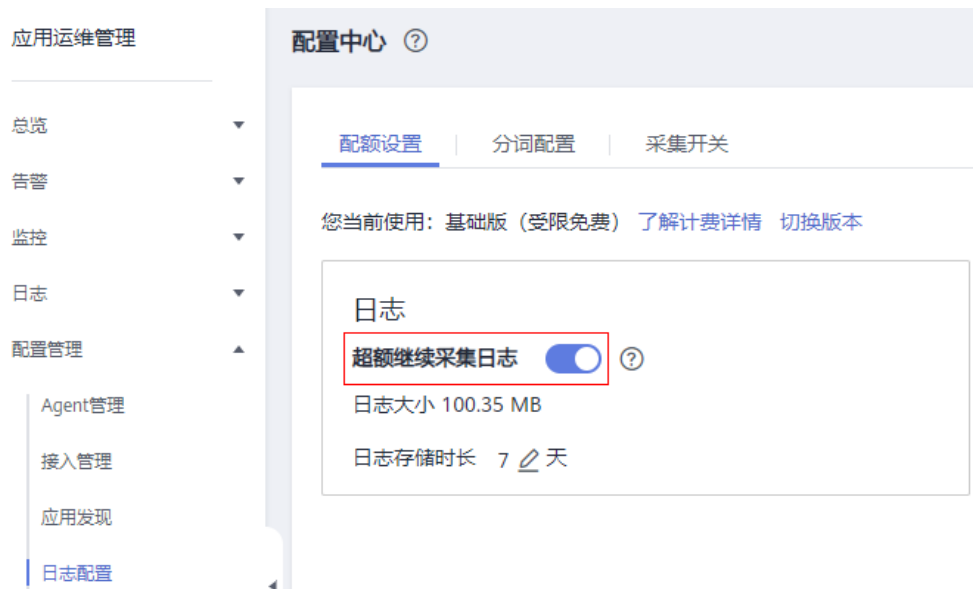 应用运维管理
总览
告警
监控
日志
配置管理
Agent管理
接入管理
应用发现
日志配置
配置中心 ?
配额设置 分词配置 采集开关
您当前使用：基础版（受限免费） 了解计费详情 切换版本
日志
超额继续采集日志 ?
日志大小 100.35 MB
日志存储时长 7 天